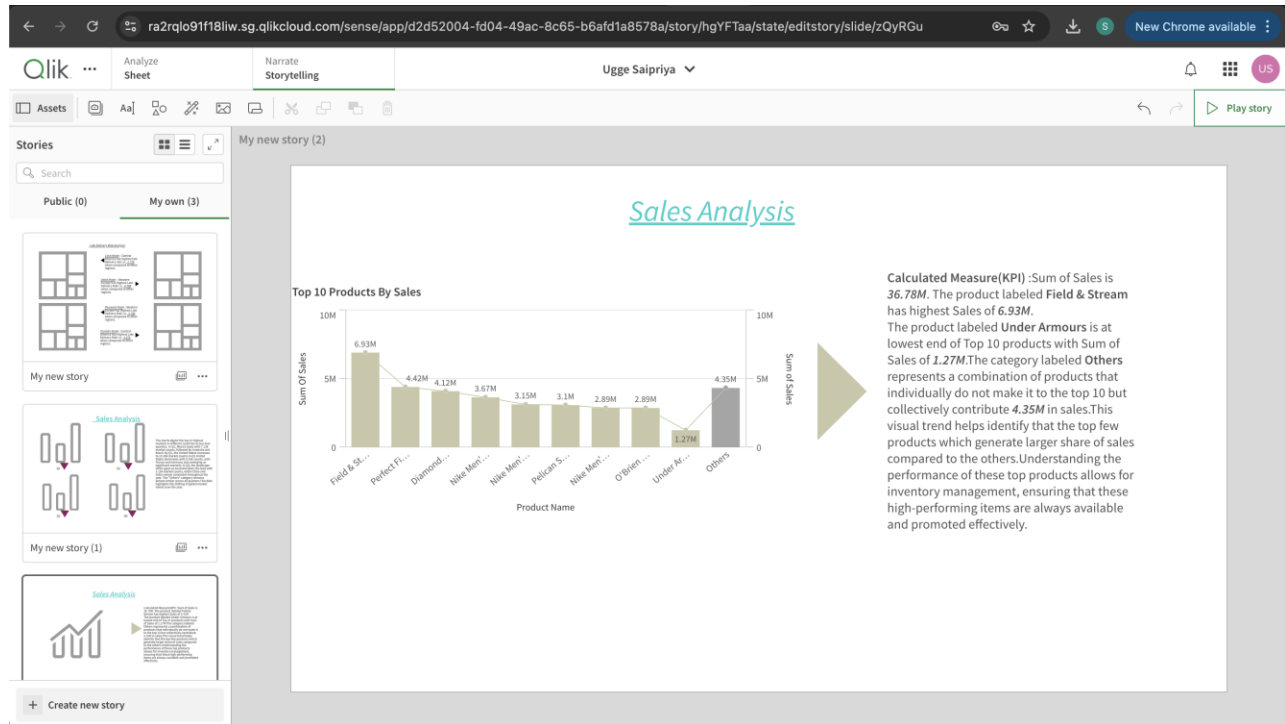 ra2rqlo91f18liw.sg.qlikcloud.com/sense/app/d2d52004-fd04-49ac-8c65-b6afd1a8578a/story/hgYFTaa/state/editstory/slide/zQyRGu
S
New Chrome available
Qlik
Analyze
Sheet
Narrate
Storytelling
Ugge Saipriya
US
Assets
Aa
Play story
Stories
Search
Public (0)
My own (3)
My new story
Sales Analysis
My new story (1)
Sales Analysis
Create new story
My new story (2)
Sales Analysis
Top 10 Products By Sales
10M
5M
0
Sum Of Sales
6.93M
4.42M
4.12M
3.67M
3.15M
3.1M
2.89M
2.89M
1.27M
4.35M
10M
5M
0
Sum of Sales
Field & St...
Perfect Fi...
Diamond...
Nike Men'...
Nike Men'...
Pelican S...
Nike Men'...
O'Brien'...
Under Ar...
Others
Product Name
Calculated Measure(KPI) :Sum of Sales is
36.78M. The product labeled Field & Stream
has highest Sales of 6.93M.
The product labeled Under Armours is at
lowest end of Top 10 products with Sum of
Sales of 1.27M.The category labeled Others
represents a combination of products that
individually do not make it to the top 10 but
collectively contribute 4.35M in sales.This
visual trend helps identify that the top few
products which generate larger share of sales
compared to the others.Understanding the
performance of these top products allows for
inventory management, ensuring that these
high-performing items are always available
and promoted effectively.